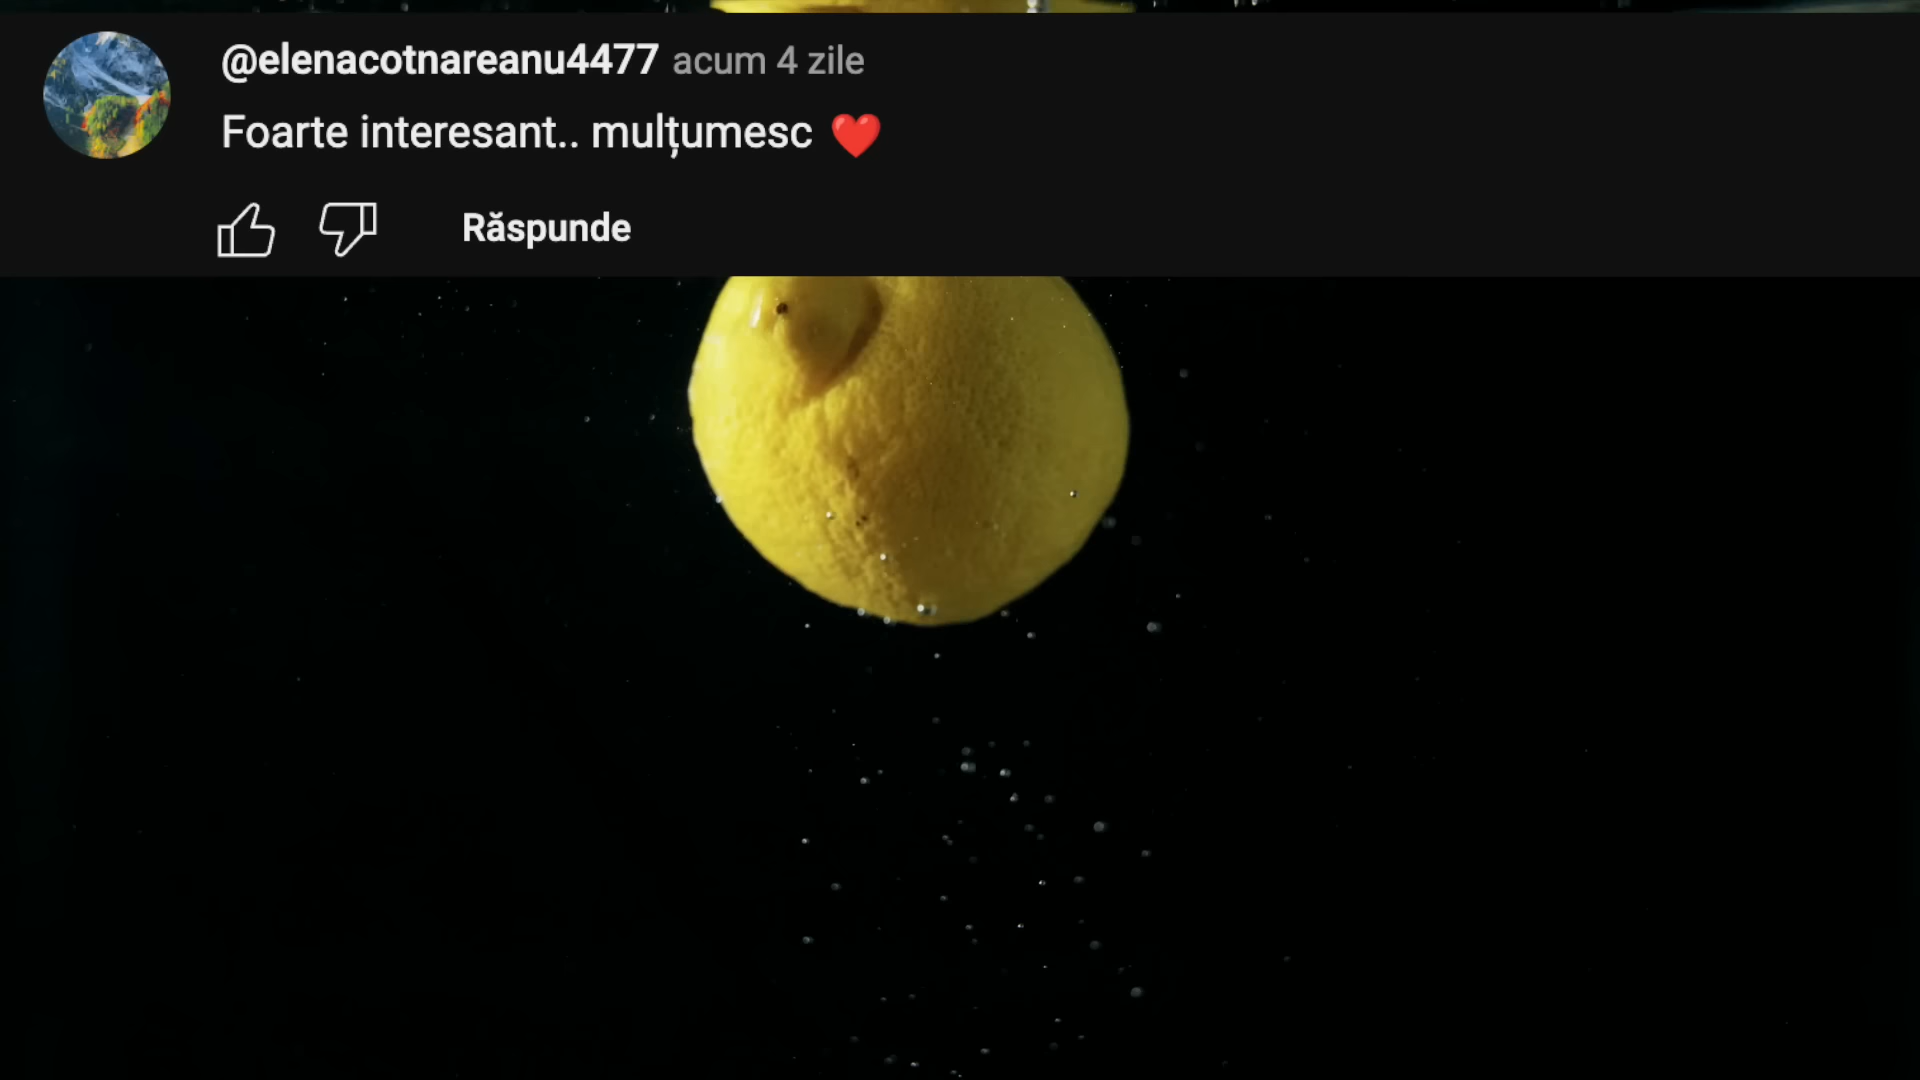 @elenacotnareanu4477 acum 4 zile
Foarte interesant.. mulțumesc ❤️
Răspunde